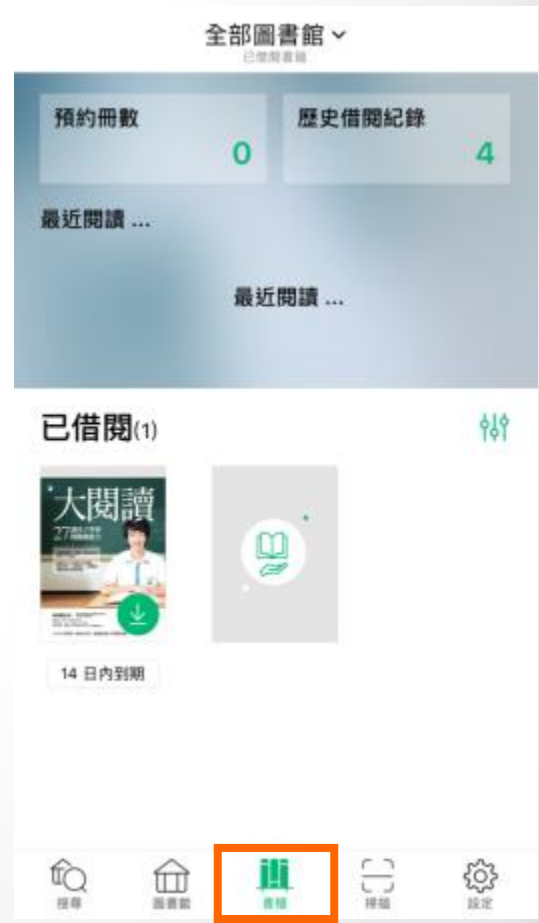 全部圖書館
已借閱書籍
預約冊數
0
歷史借閱紀錄
4
最近閱讀 ...
最近閱讀 ...
已借閱(1)
大閱讀
14 日內到期
搜尋
圖書館
書櫃
掃描
設定